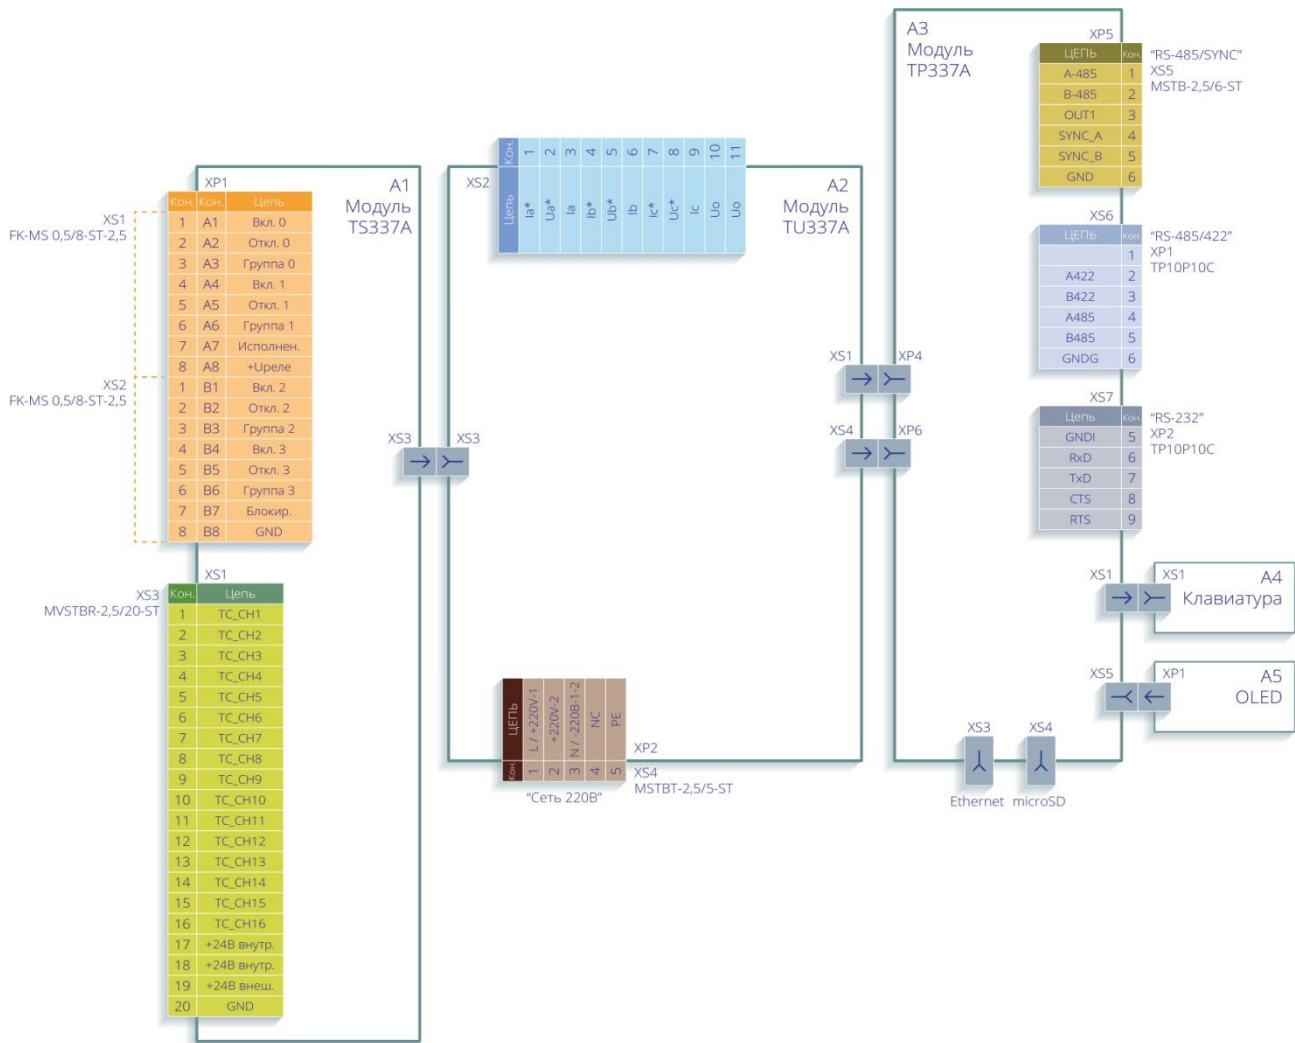 A1
Модуль
TS337A
XP1
XS1
FK-MS 0,5/8-ST-2,5
XS2
FK-MS 0,5/8-ST-2,5
Кон. Кон. Цепь
1 A1 Вкл. 0
2 A2 Откл. 0
3 A3 Группа 0
4 A4 Вкл. 1
5 A5 Откл. 1
6 A6 Группа 1
7 A7 Исполнен.
8 A8 +Uреле
1 B1 Вкл. 2
2 B2 Откл. 2
3 B3 Группа 2
4 B4 Вкл. 3
5 B5 Откл. 3
6 B6 Группа 3
7 B7 Блокир.
8 B8 GND
XS1
XS3
MVSTBR-2,5/20-ST
Кон. Цепь
1 TC_CH1
2 TC_CH2
3 TC_CH3
4 TC_CH4
5 TC_CH5
6 TC_CH6
7 TC_CH7
8 TC_CH8
9 TC_CH9
10 TC_CH10
11 TC_CH11
12 TC_CH12
13 TC_CH13
14 TC_CH14
15 TC_CH15
16 TC_CH16
17 +24В внутр.
18 +24В внутр.
19 +24В внеш.
20 GND
XS3 XS3
A2
Модуль
TU337A
XS2
Кон. 1 2 3 4 5 6 7 8 9 10 11
Цепь Ia* Ua* Ia Ib* Ub* Ib Ic* Uc* Ic Uo Uo
XS1 XP4
XS4 XP6
ЦЕПЬ L / +220V-1 +220V-2 N / -220В-1-2 NC PE
Кон. 1 2 3 4 5
XP2
XS4
MSTBT-2,5/5-ST
“Сеть 220В”
A3
Модуль
TP337A
XP5
ЦЕПЬ Кон.
A-485 1
B-485 2
OUT1 3
SYNC_A 4
SYNC_B 5
GND 6
“RS-485/SYNC”
XS5
MSTB-2,5/6-ST
XS6
ЦЕПЬ Кон.
1
A422 2
B422 3
A485 4
B485 5
GNDG 6
“RS-485/422”
XP1
TP10P10C
XS7
Цепь Кон.
GNDI 5
RxD 6
TxD 7
CTS 8
RTS 9
“RS-232”
XP2
TP10P10C
XS1 XS1
A4
Клавиатура
XS5 XP1
A5
OLED
XS3 XS4
Ethernet microSD